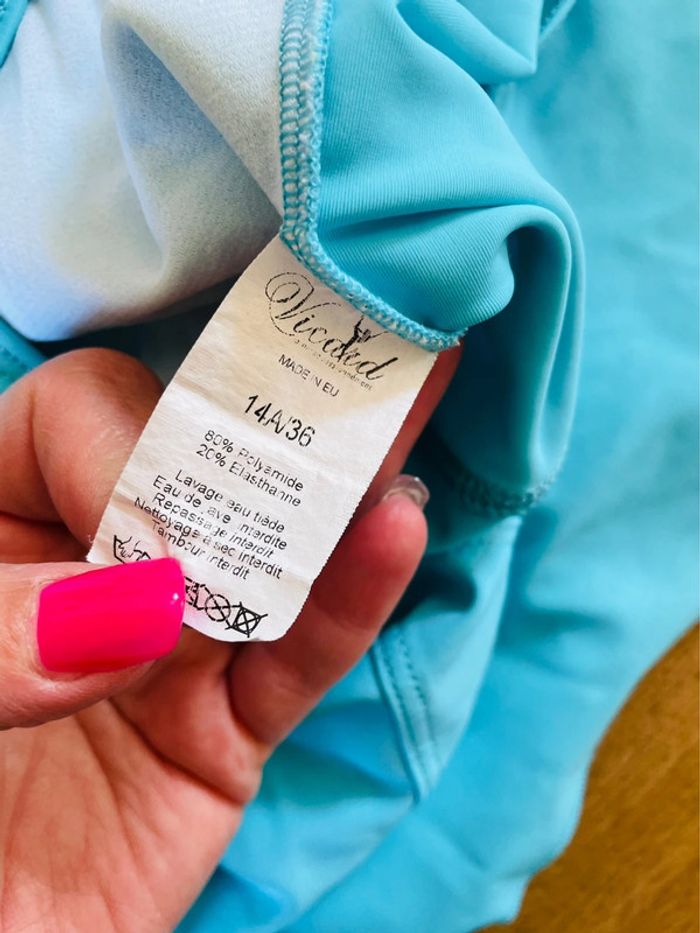 Vicard
MADE IN EU
14A/36
80% Polyamide
20% Elasthanne
Lavage eau tiède
Eau de Jave interdite
Repassage interdit
Nettoyage à sec interdit
Tambour interdit